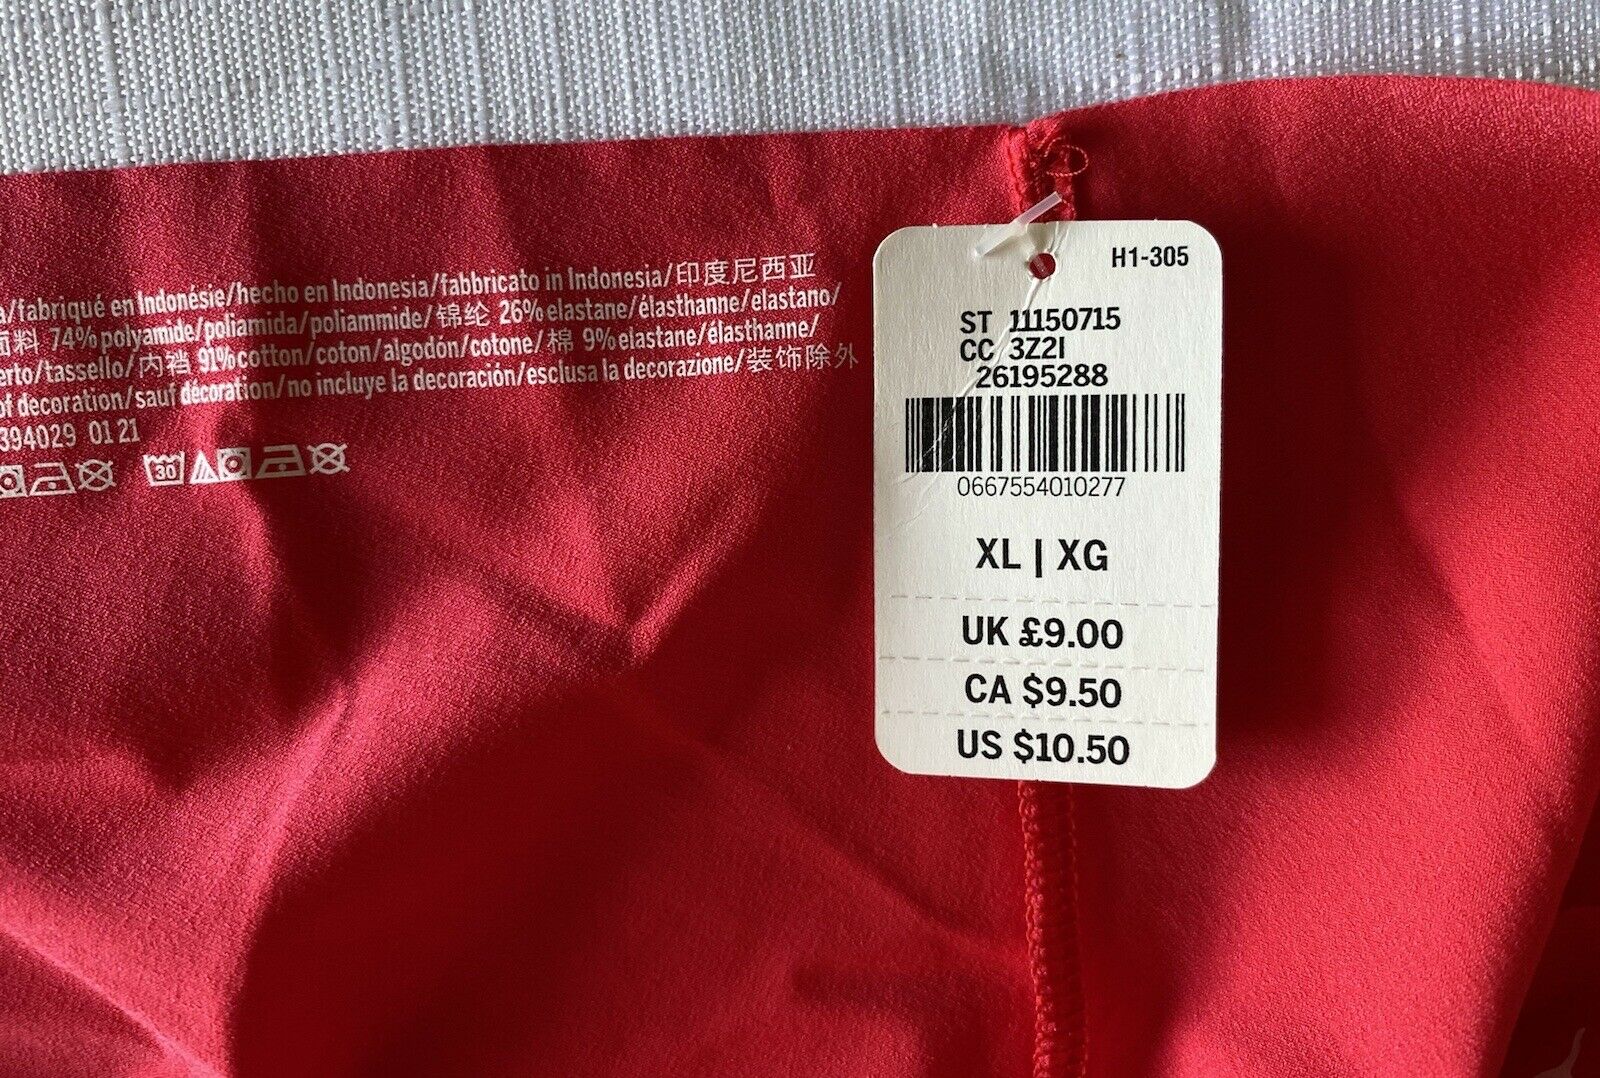 /fabriqué en Indonésie/hecho en Indonesia/fabbricato in Indonesia/印度尼西亚
面料 74% polyamide/poliamida/poliammide/锦纶 26% elastane/élasthanne/elastano/
erto/tassello/内裆 91% cotton/coton/algodón/cotone/棉 9% elastane/élasthanne/
of decoration/sauf décoration/no incluye la decoración/esclusa la decorazione/装饰除外
394029 01 21
30
H1-305
ST 11150715
CC 3Z2I
26195288
0667554010277
XL | XG
UK £9.00
CA $9.50
US $10.50